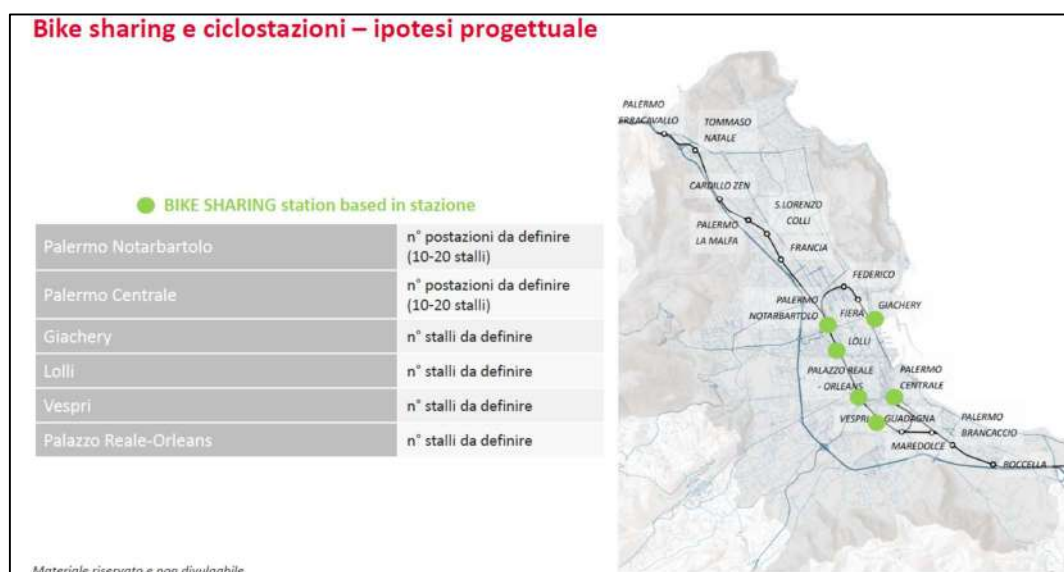 Bike sharing e ciclostazioni – ipotesi progettuale
BIKE SHARING station based in stazione
Palermo Notarbartolo
n° postazioni da definire
(10-20 stalli)
Palermo Centrale
n° postazioni da definire
(10-20 stalli)
Giachery
n° stalli da definire
Lolli
n° stalli da definire
Vespri
n° stalli da definire
Palazzo Reale-Orleans
n° stalli da definire
PALERMO
TOMMASO
NATALE
CARDILLO ZEN
S.LORENZO
COLLI
PALERMO
LA MALFA
FRANCIA
FEDERICO
PALERMO
NOTARBARTOLO
FIERA
GIACHERY
LOLLI
PALAZZO REALE
- ORLEANS
PALERMO
CENTRALE
VESPRI
GUADAGNA
PALERMO
BRANCACCIO
MAREDOLCE
ROCCELLA
Materiale riservato e non divulgabile